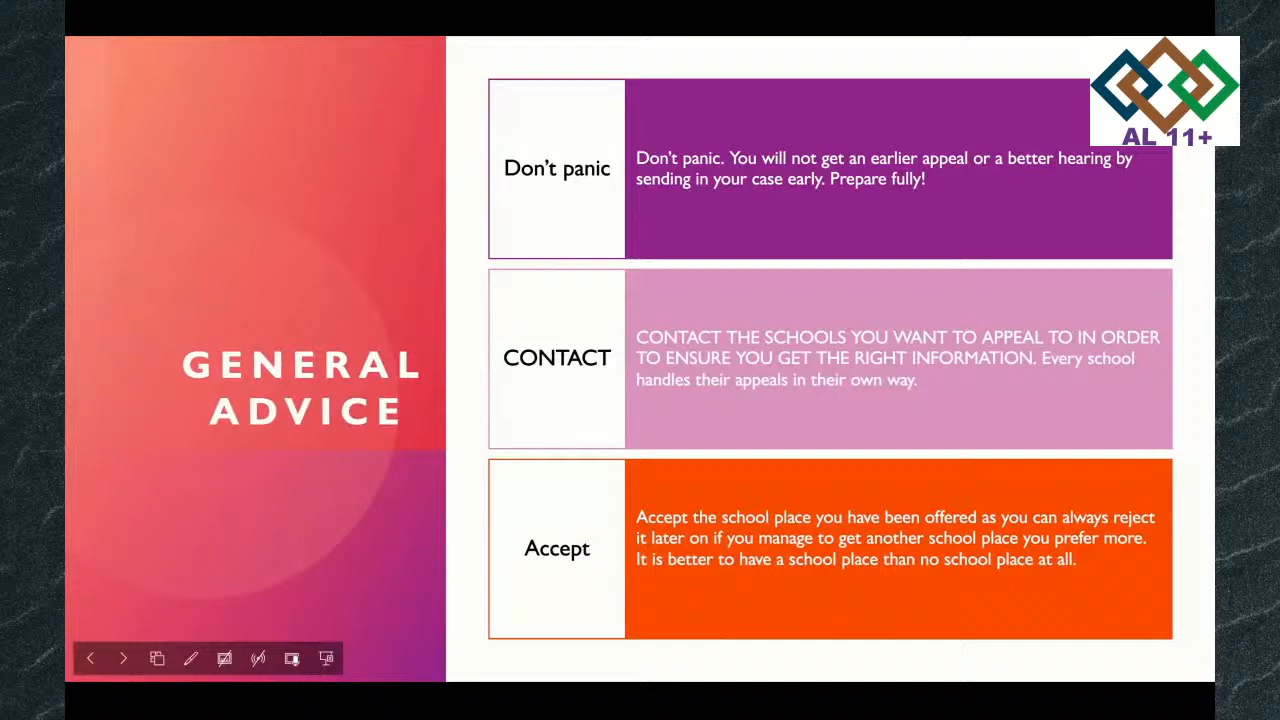 AL 11+
GENERAL
ADVICE
Don't panic
Don't panic. You will not get an earlier appeal or a better hearing by
sending in your case early. Prepare fully!
CONTACT
CONTACT THE SCHOOLS YOU WANT TO APPEAL TO IN ORDER
TO ENSURE YOU GET THE RIGHT INFORMATION. Every school
handles their appeals in their own way.
Accept
Accept the school place you have been offered as you can always reject
it later on if you manage to get another school place you prefer more.
It is better to have a school place than no school place at all.